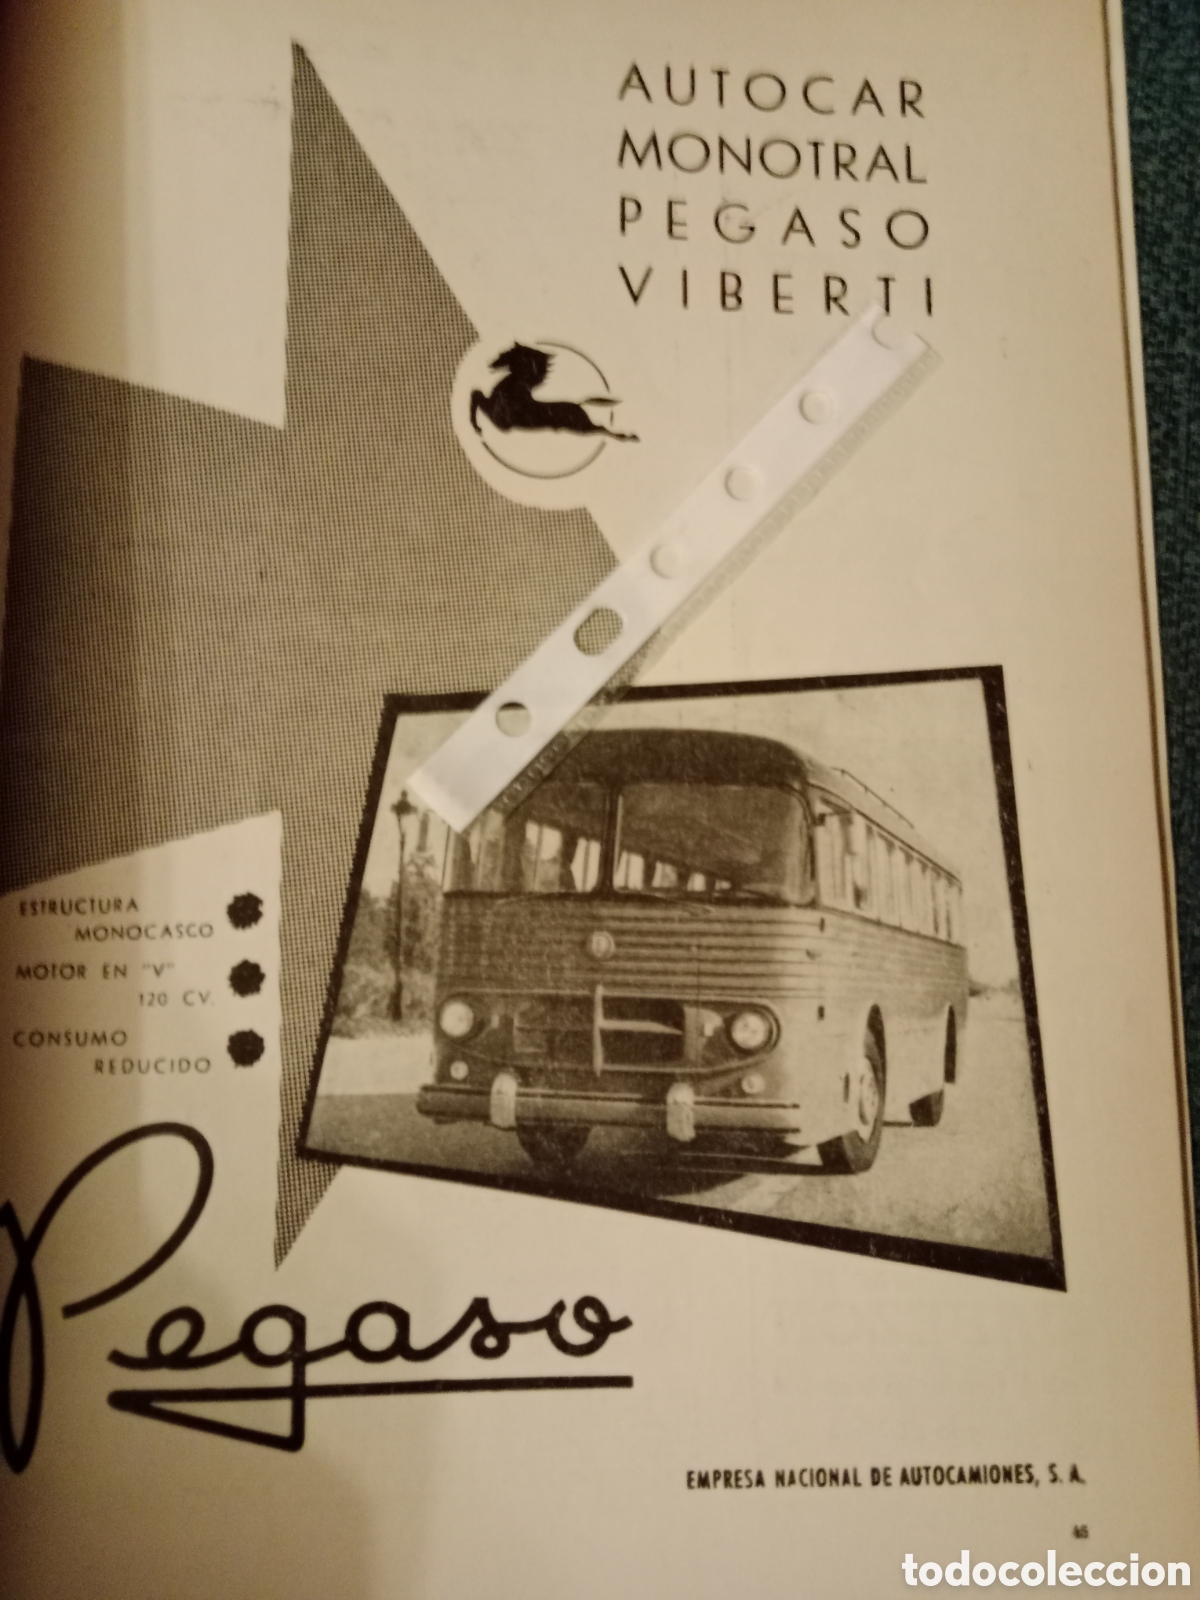 AUTOCAR
MONOTRAL
PEGASO
VIBERTI
ESTRUCTURA
MONOCASCO
MOTOR EN "V"
120 CV.
CONSUMO
REDUCIDO
Pegaso
EMPRESA NACIONAL DE AUTOCAMIONES, S. A.
todocoleccion